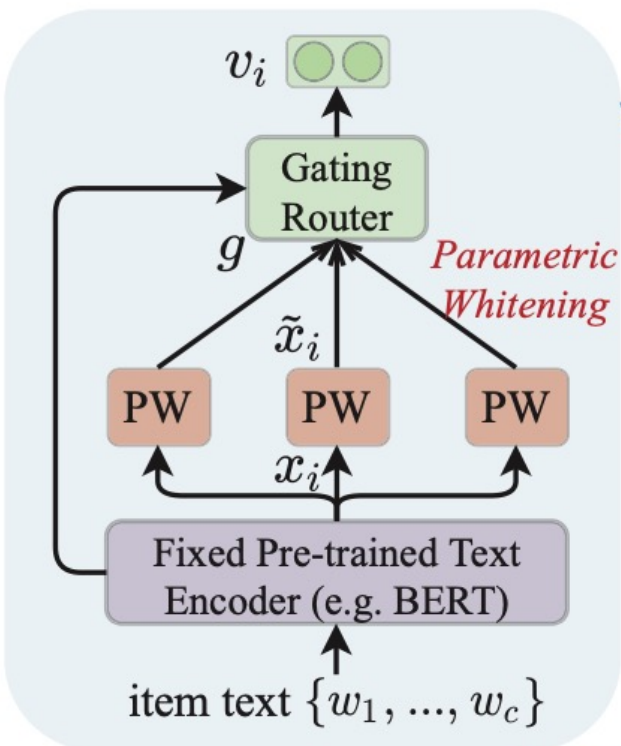 v_i
Gating
Router
g
Parametric
Whitening
x̃_i
PW PW PW
x_i
Fixed Pre-trained Text
Encoder (e.g. BERT)
item text {w_1, ..., w_c}